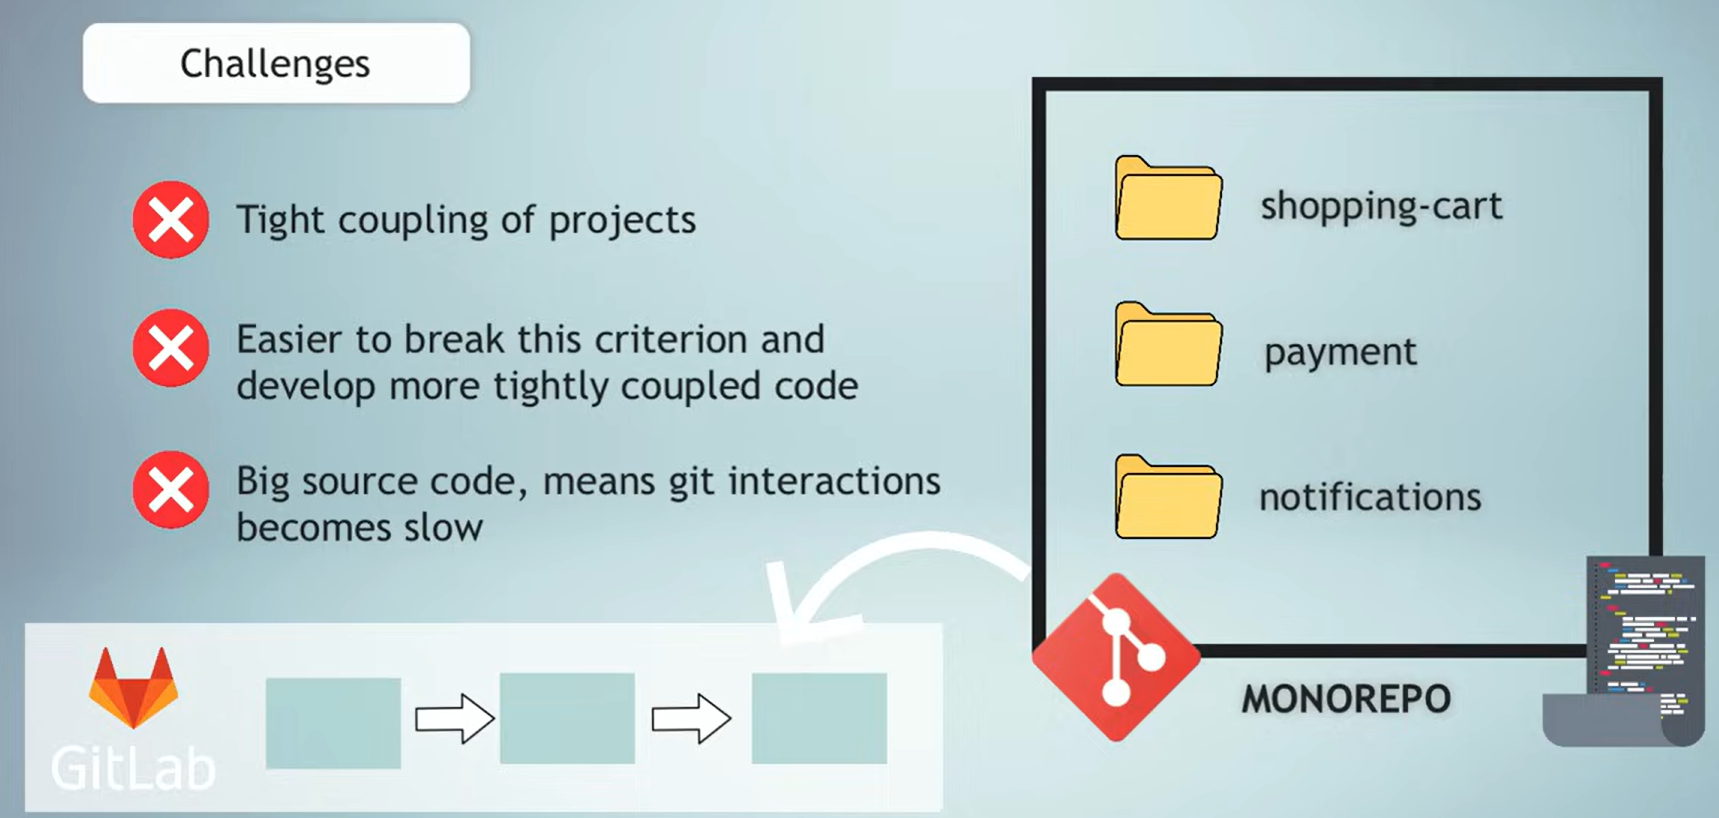 Challenges
Tight coupling of projects
Easier to break this criterion and
develop more tightly coupled code
Big source code, means git interactions
becomes slow
shopping-cart
payment
notifications
MONOREPO
GitLab